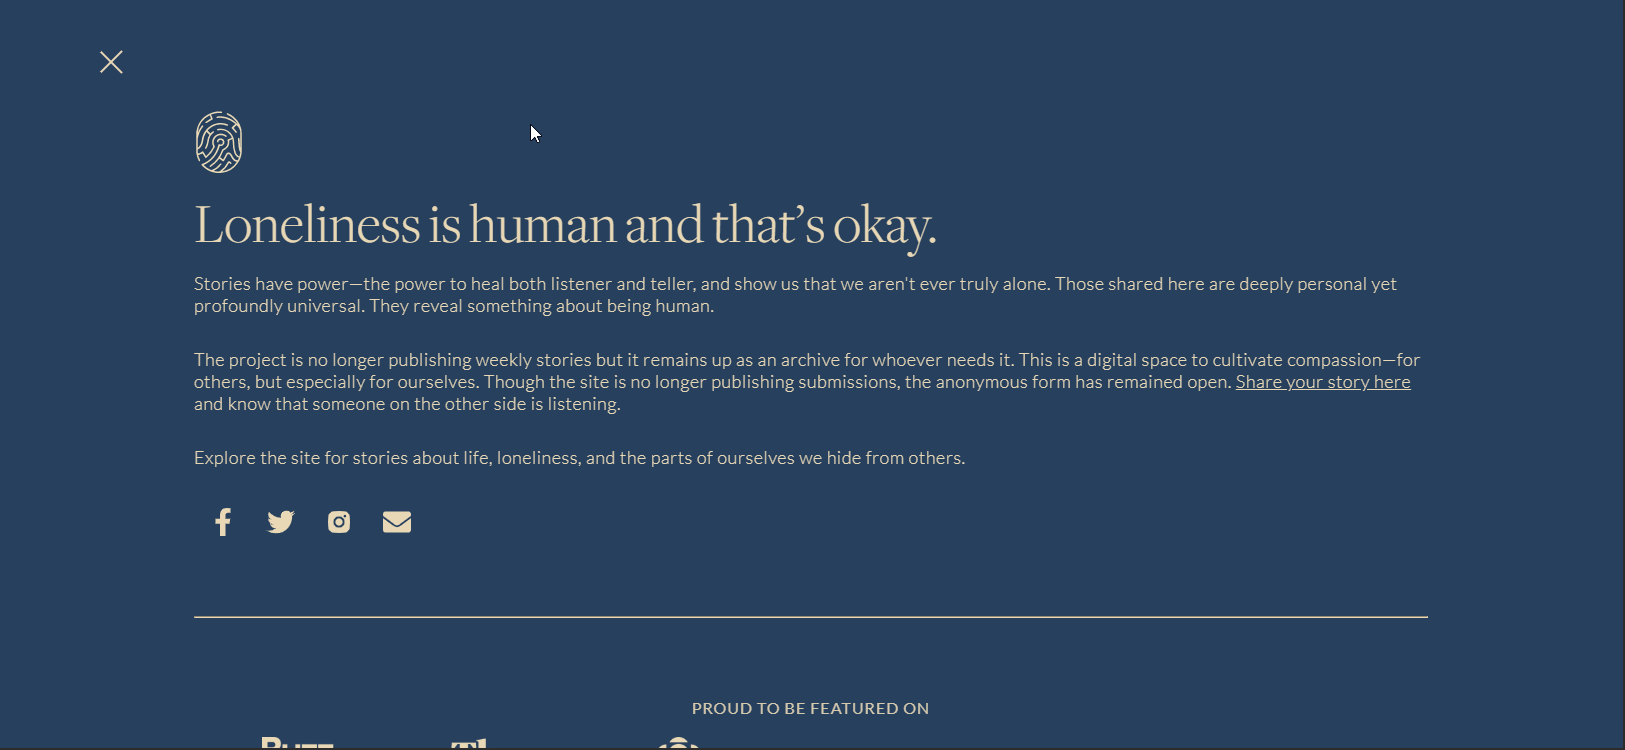 Loneliness is human and that’s okay.
Stories have power—the power to heal both listener and teller, and show us that we aren't ever truly alone. Those shared here are deeply personal yet
profoundly universal. They reveal something about being human.
The project is no longer publishing weekly stories but it remains up as an archive for whoever needs it. This is a digital space to cultivate compassion—for
others, but especially for ourselves. Though the site is no longer publishing submissions, the anonymous form has remained open. Share your story here
and know that someone on the other side is listening.
Explore the site for stories about life, loneliness, and the parts of ourselves we hide from others.
PROUD TO BE FEATURED ON